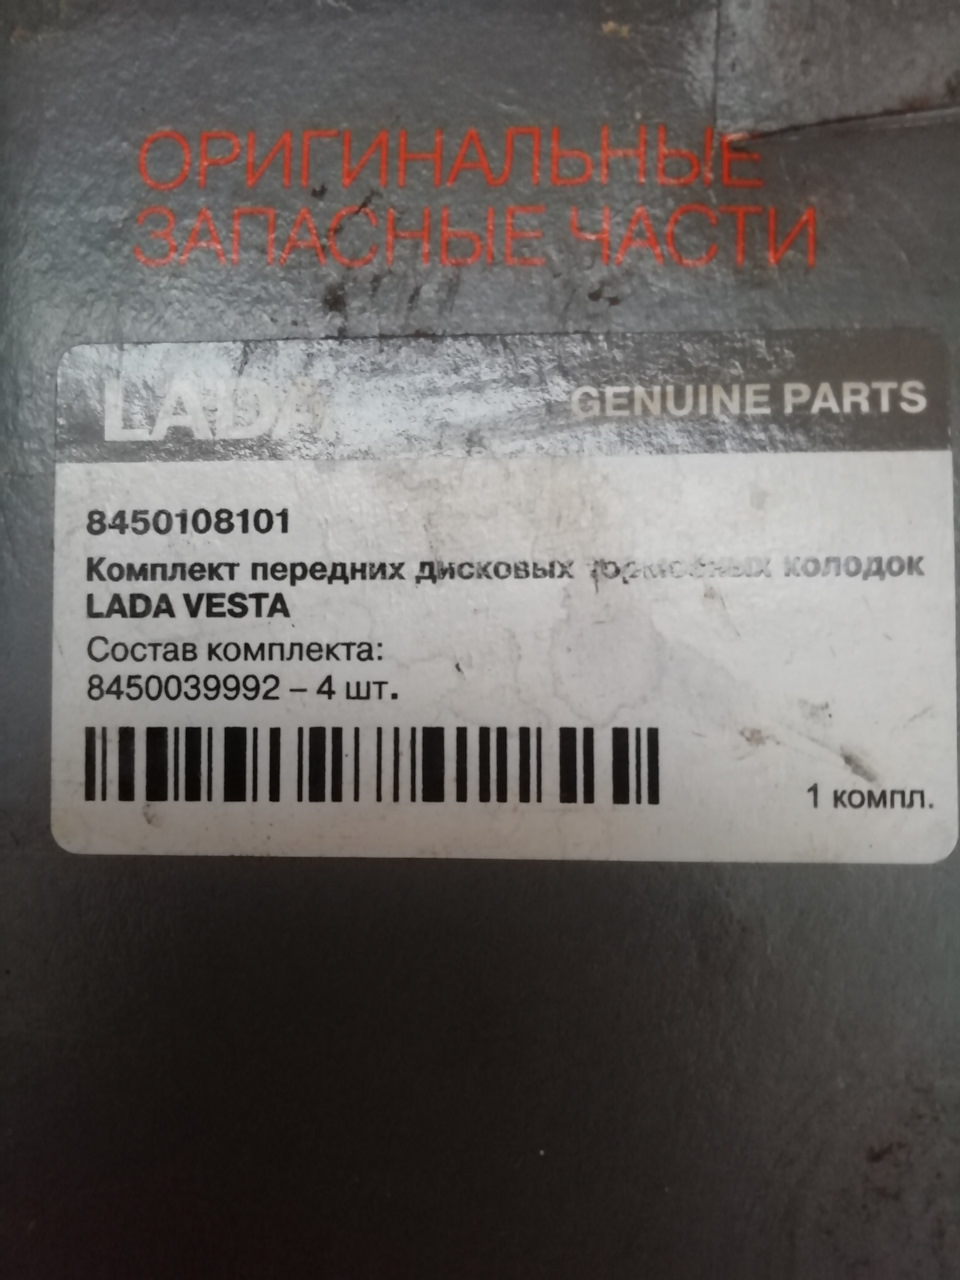 ОРИГИНАЛЬНЫЕ
ЗАПАСНЫЕ ЧАСТИ
LADA
GENUINE PARTS
8450108101
Комплект передних дисковых тормозных колодок
LADA VESTA
Состав комплекта:
8450039992 – 4 шт.
1 компл.